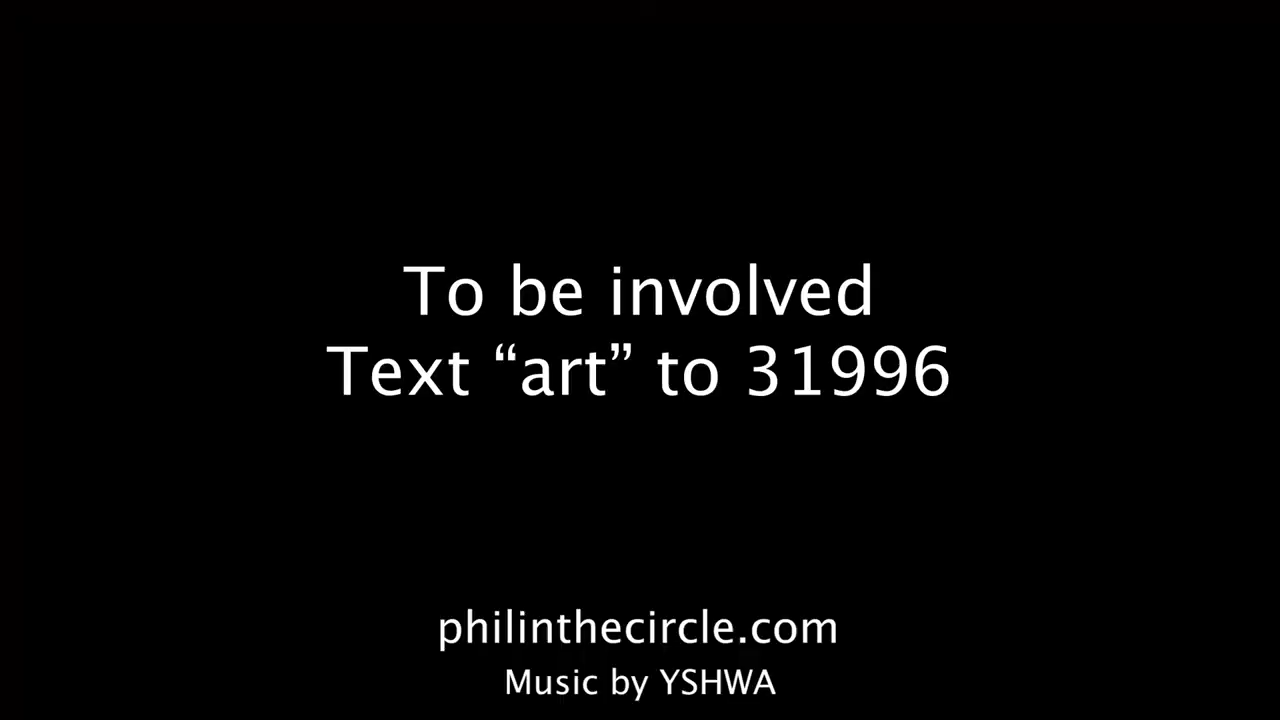 To be involved
Text “art” to 31996
philinthecircle.com
Music by YSHWA